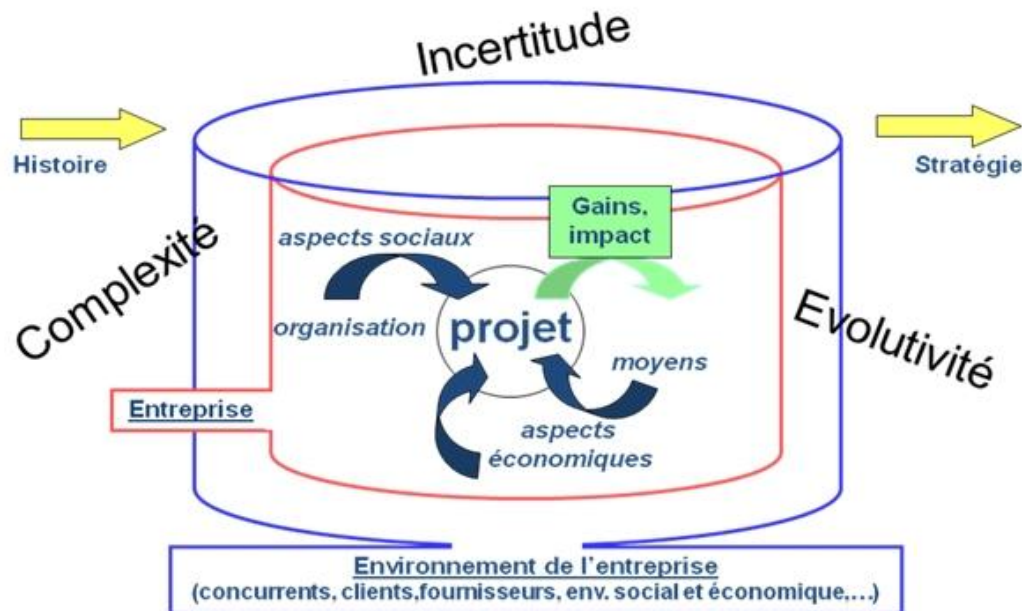 Incertitude
Histoire
Stratégie
Complexité
Evolutivité
Gains,
impact
aspects sociaux
organisation
projet
moyens
aspects
économiques
Entreprise
Environnement de l'entreprise
(concurrents, clients,fournisseurs, env. social et économique,…)